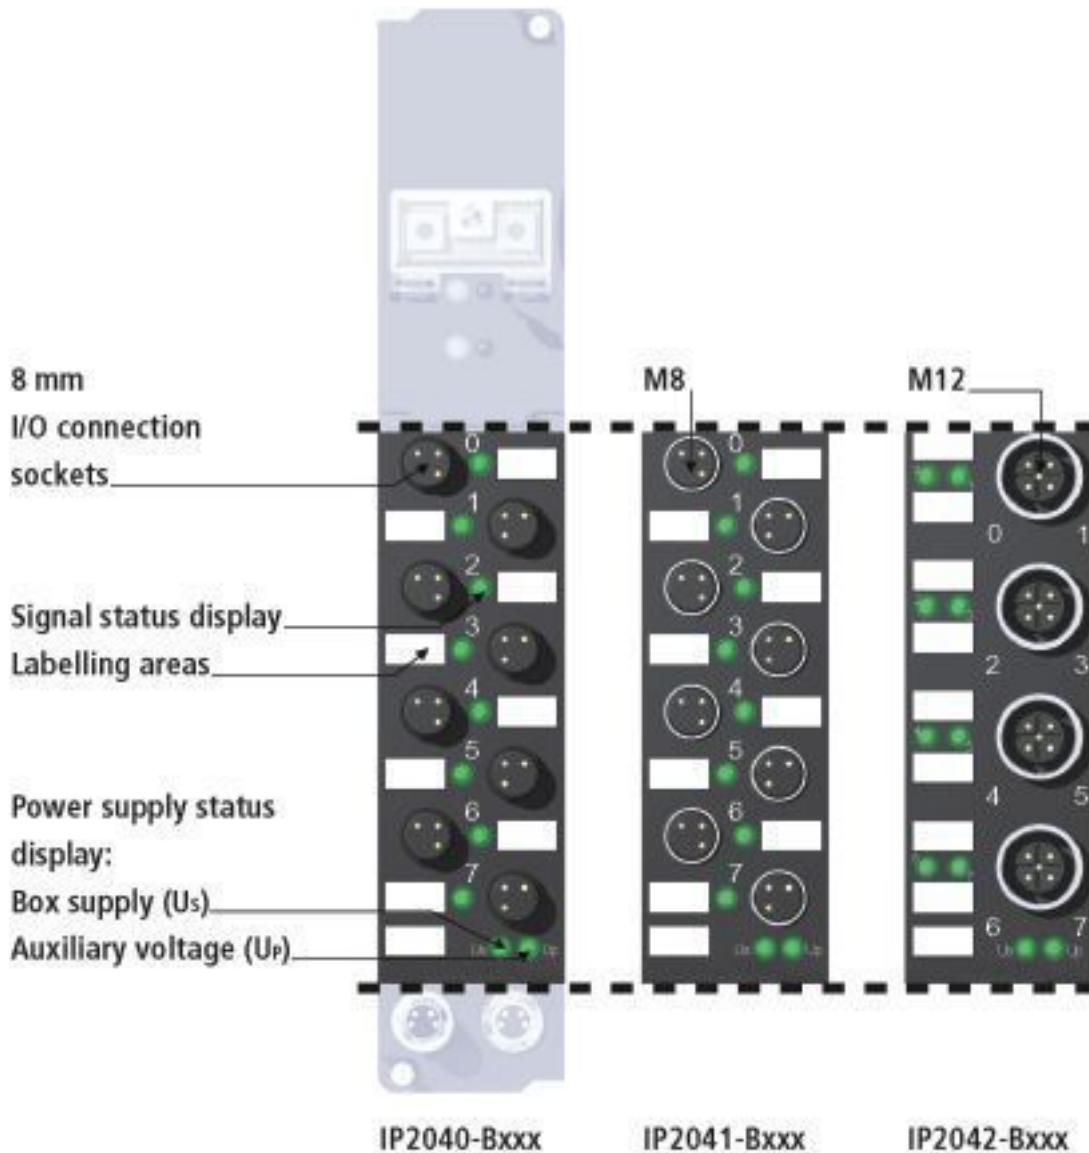 8 mm
I/O connection
sockets
M8
M12
Signal status display
Labelling areas
Power supply status
display:
Box supply (Us)
Auxiliary voltage (UP)
0
1
2
3
4
5
6
7
Us Up
0
1
2
3
4
5
6
7
Us Up
0 1
2 3
4 5
6 7
Us Up
IP2040-Bxxx IP2041-Bxxx IP2042-Bxxx